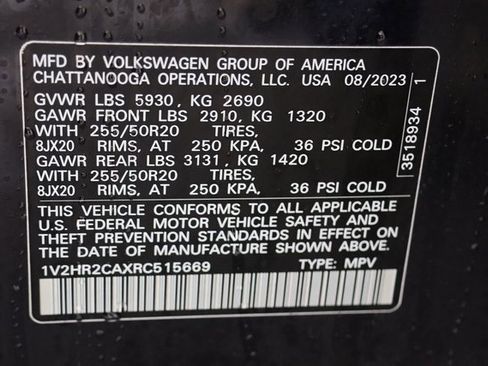 MFD BY VOLKSWAGEN GROUP OF AMERICA
CHATTANOOGA OPERATIONS, LLC. USA 08/2023
GVWR LBS 5930, KG 2690
GAWR FRONT LBS 2910, KG 1320
WITH 255/50R20 TIRES,
8JX20 RIMS, AT 250 KPA, 36 PSI COLD
GAWR REAR LBS 3131, KG 1420
WITH 255/50R20 TIRES,
8JX20 RIMS, AT 250 KPA, 36 PSI COLD
THIS VEHICLE CONFORMS TO ALL APPLICABLE
U.S. FEDERAL MOTOR VEHICLE SAFETY AND
THEFT PREVENTION STANDARDS IN EFFECT ON
THE DATE OF MANUFACTURE SHOWN ABOVE.
1V2HR2CAXRC515669 TYPE: MPV
3518934 1